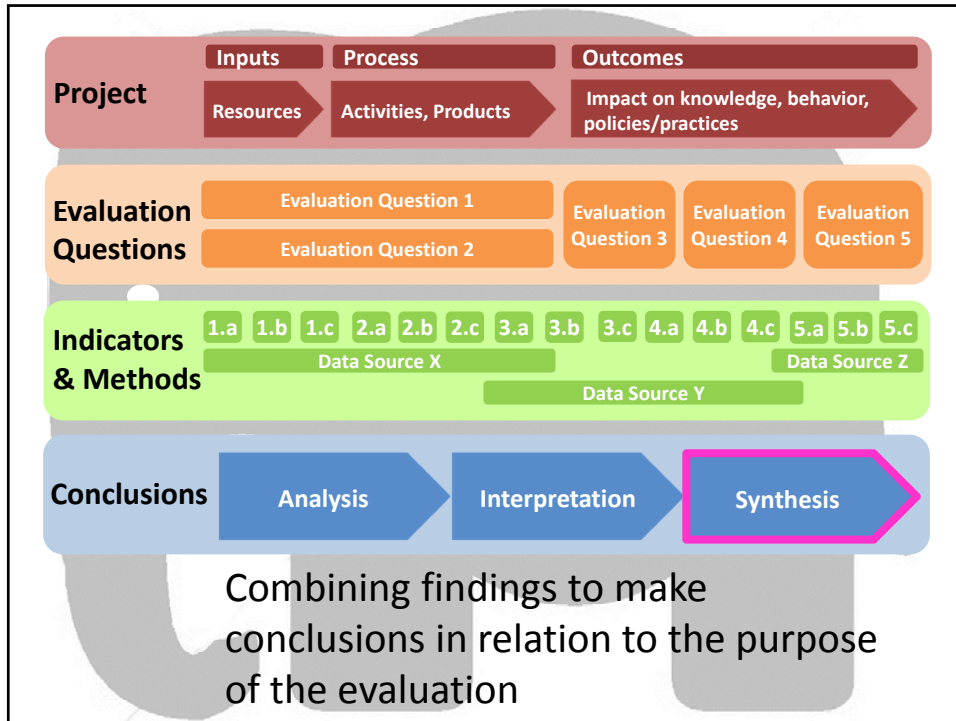 Inputs
Process
Outcomes
Project
Resources
Activities, Products
Impact on knowledge, behavior,
policies/practices
Evaluation
Questions
Evaluation Question 1
Evaluation Question 2
Evaluation
Question 3
Evaluation
Question 4
Evaluation
Question 5
Indicators
& Methods
1.a 1.b 1.c 2.a 2.b 2.c 3.a 3.b 3.c 4.a 4.b 4.c 5.a 5.b 5.c
Data Source X
Data Source Z
Data Source Y
Conclusions
Analysis
Interpretation
Synthesis
Combining findings to make
conclusions in relation to the purpose
of the evaluation